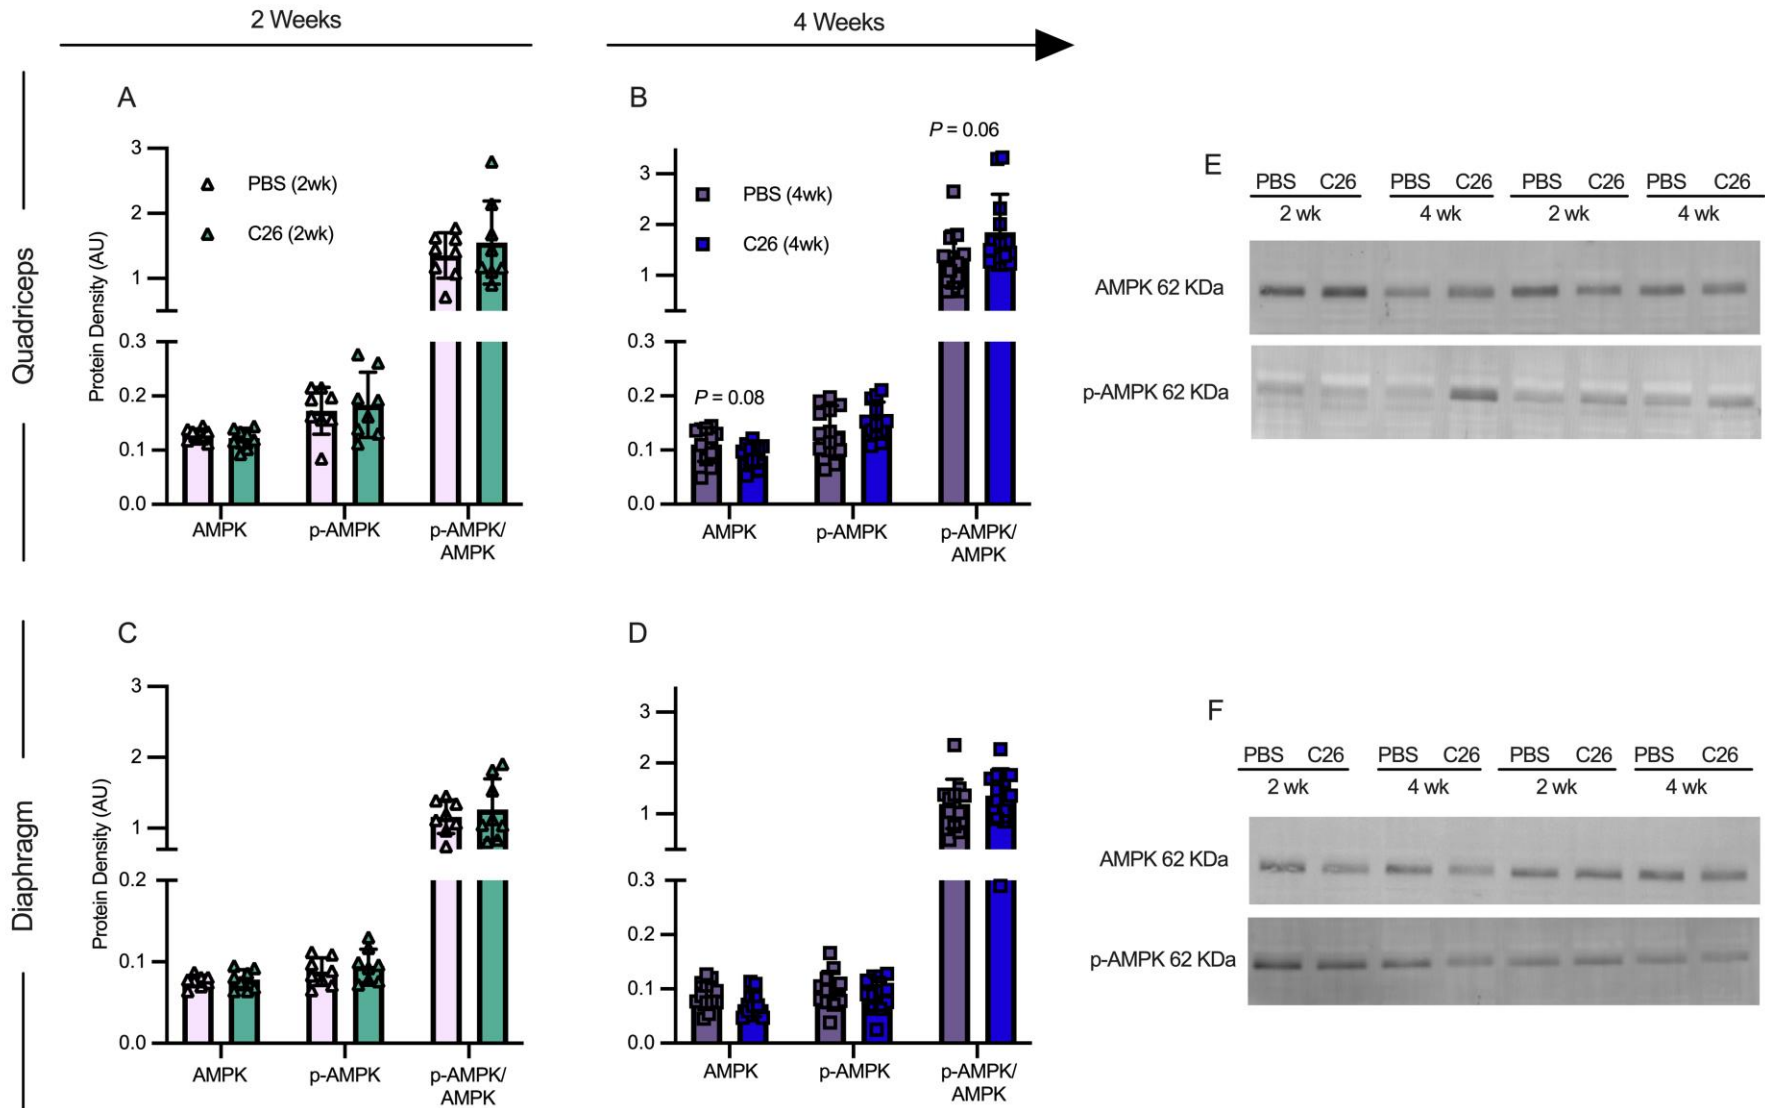 2 Weeks
4 Weeks
Quadriceps
A
Protein Density (AU)
3
2
1
0.3
0.2
0.1
0.0
PBS (2wk)
C26 (2wk)
AMPK
p-AMPK
p-AMPK/
AMPK
B
3
2
1
0.3
0.2
0.1
0.0
PBS (4wk)
C26 (4wk)
P = 0.06
P = 0.08
AMPK
p-AMPK
p-AMPK/
AMPK
E
PBS C26 PBS C26 PBS C26 PBS C26
2 wk 4 wk 2 wk 4 wk
AMPK 62 KDa
p-AMPK 62 KDa
Diaphragm
C
Protein Density (AU)
3
2
1
0.2
0.1
0.0
AMPK
p-AMPK
p-AMPK/
AMPK
D
3
2
1
0.3
0.2
0.1
0.0
AMPK
p-AMPK
p-AMPK/
AMPK
F
PBS C26 PBS C26 PBS C26 PBS C26
2 wk 4 wk 2 wk 4 wk
AMPK 62 KDa
p-AMPK 62 KDa